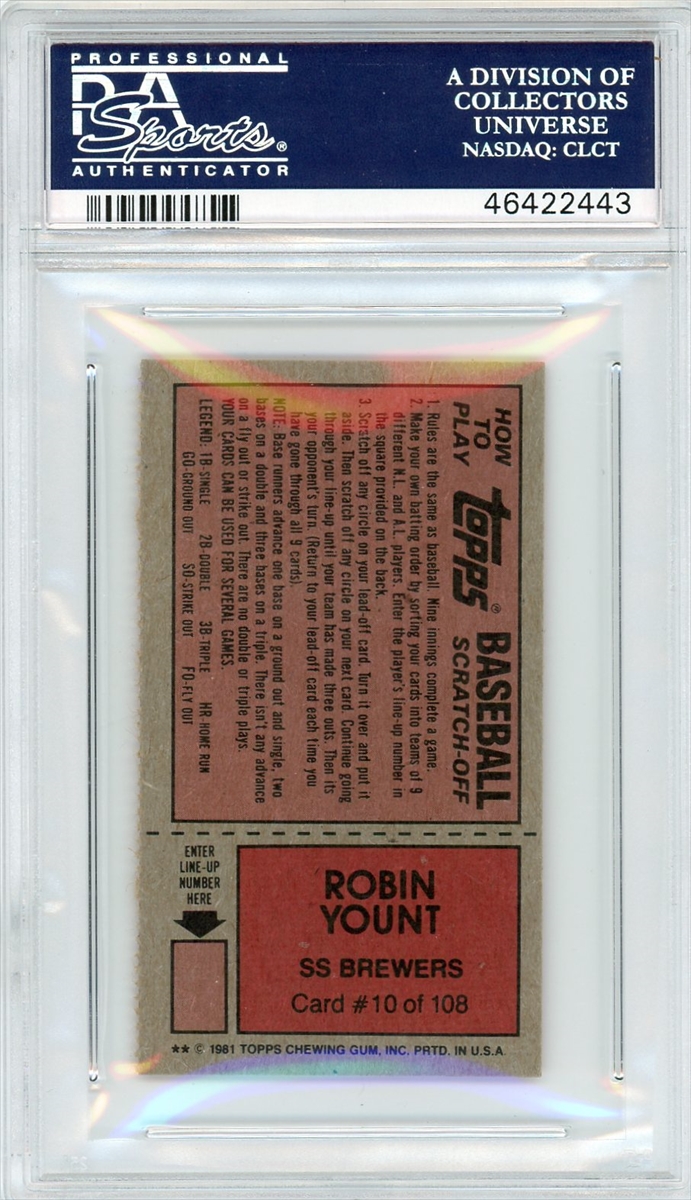 PROFESSIONAL
PSA
Sports®
AUTHENTICATOR
A DIVISION OF
COLLECTORS
UNIVERSE
NASDAQ: CLCT
46422443
HOW
TO
PLAY
TOPPS® BASEBALL
SCRATCH-OFF
1. Rules are the same as baseball. Nine innings complete a game.
2. Make your own batting order by sorting your cards into teams of 9
different N.L. and A.L. players. Enter the player's line-up number in
the square provided on the back.
3. Scratch off any circle on your lead-off card. Turn it over and put it
aside. Then scratch off any circle on your next card. Continue going
through your line-up until your team has made three outs. Then its
your opponent's turn. (Return to your lead-off card each time you
have gone through all 9 cards).
NOTE: Base runners advance one base on a ground out and single, two
bases on a double and three bases on a triple. There isn't any advance
on a fly out or strike out. There are no double or triple plays.
YOUR CARDS CAN BE USED FOR SEVERAL GAMES.
LEGEND: 1B-SINGLE 2B-DOUBLE 3B-TRIPLE HR-HOME RUN
GO-GROUND OUT SO-STRIKE OUT FO-FLY OUT
ENTER
LINE-UP
NUMBER
HERE
ROBIN
YOUNT
SS BREWERS
Card #10 of 108
** © 1981 TOPPS CHEWING GUM, INC. PRTD. IN U.S.A.